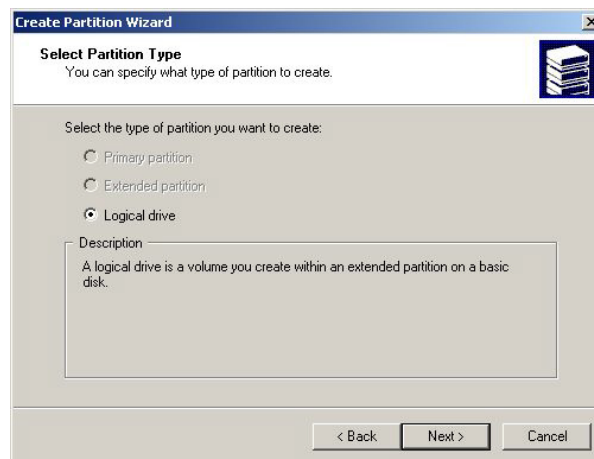 Create Partition Wizard
Select Partition Type
You can specify what type of partition to create.
Select the type of partition you want to create:
Primary partition
Extended partition
Logical drive
Description
A logical drive is a volume you create within an extended partition on a basic
disk.
< Back
Next >
Cancel